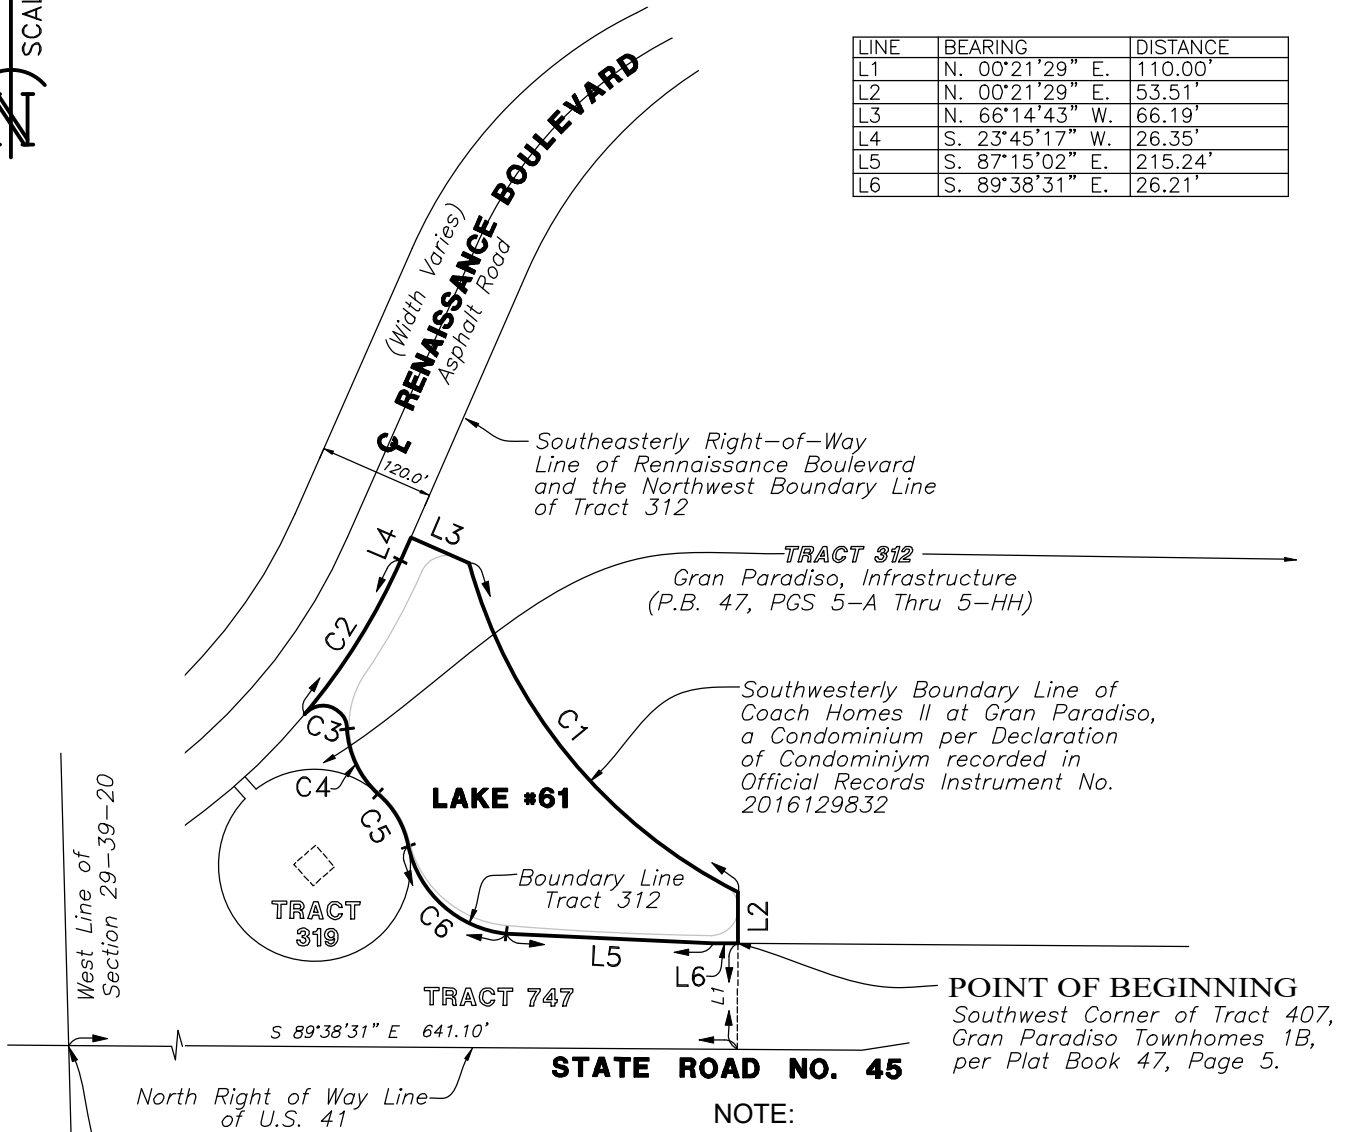 SCAL
N
LINE BEARING DISTANCE
L1 N. 00°21'29" E. 110.00'
L2 N. 00°21'29" E. 53.51'
L3 N. 66°14'43" W. 66.19'
L4 S. 23°45'17" W. 26.35'
L5 S. 87°15'02" E. 215.24'
L6 S. 89°38'31" E. 26.21'
(Width Varies)
℄ RENAISSANCE BOULEVARD
Asphalt Road
120.0'
Southeasterly Right-of-Way
Line of Rennaissance Boulevard
and the Northwest Boundary Line
of Tract 312
L4
L3
TRACT 312
Gran Paradiso, Infrastructure
(P.B. 47, PGS 5-A Thru 5-HH)
C2
C3
C1
Southwesterly Boundary Line of
Coach Homes II at Gran Paradiso,
a Condominium per Declaration
of Condominiym recorded in
Official Records Instrument No.
2016129832
C4
LAKE #61
C5
West Line of
Section 29-39-20
TRACT
319
Boundary Line
Tract 312
C6
L2
L5
L6
L1
POINT OF BEGINNING
Southwest Corner of Tract 407,
Gran Paradiso Townhomes 1B,
per Plat Book 47, Page 5.
TRACT 747
S 89°38'31" E 641.10'
STATE ROAD NO. 45
North Right of Way Line
of U.S. 41
NOTE: